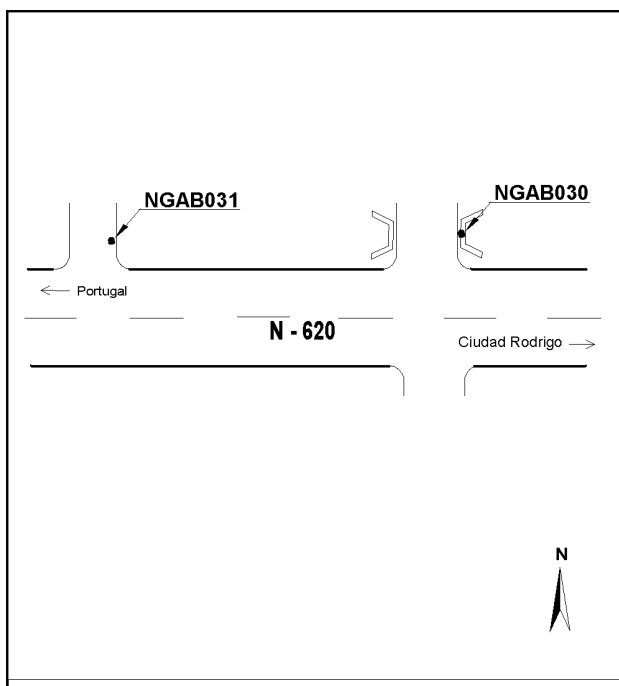 NGAB031
NGAB030
Portugal
N - 620
Ciudad Rodrigo
N